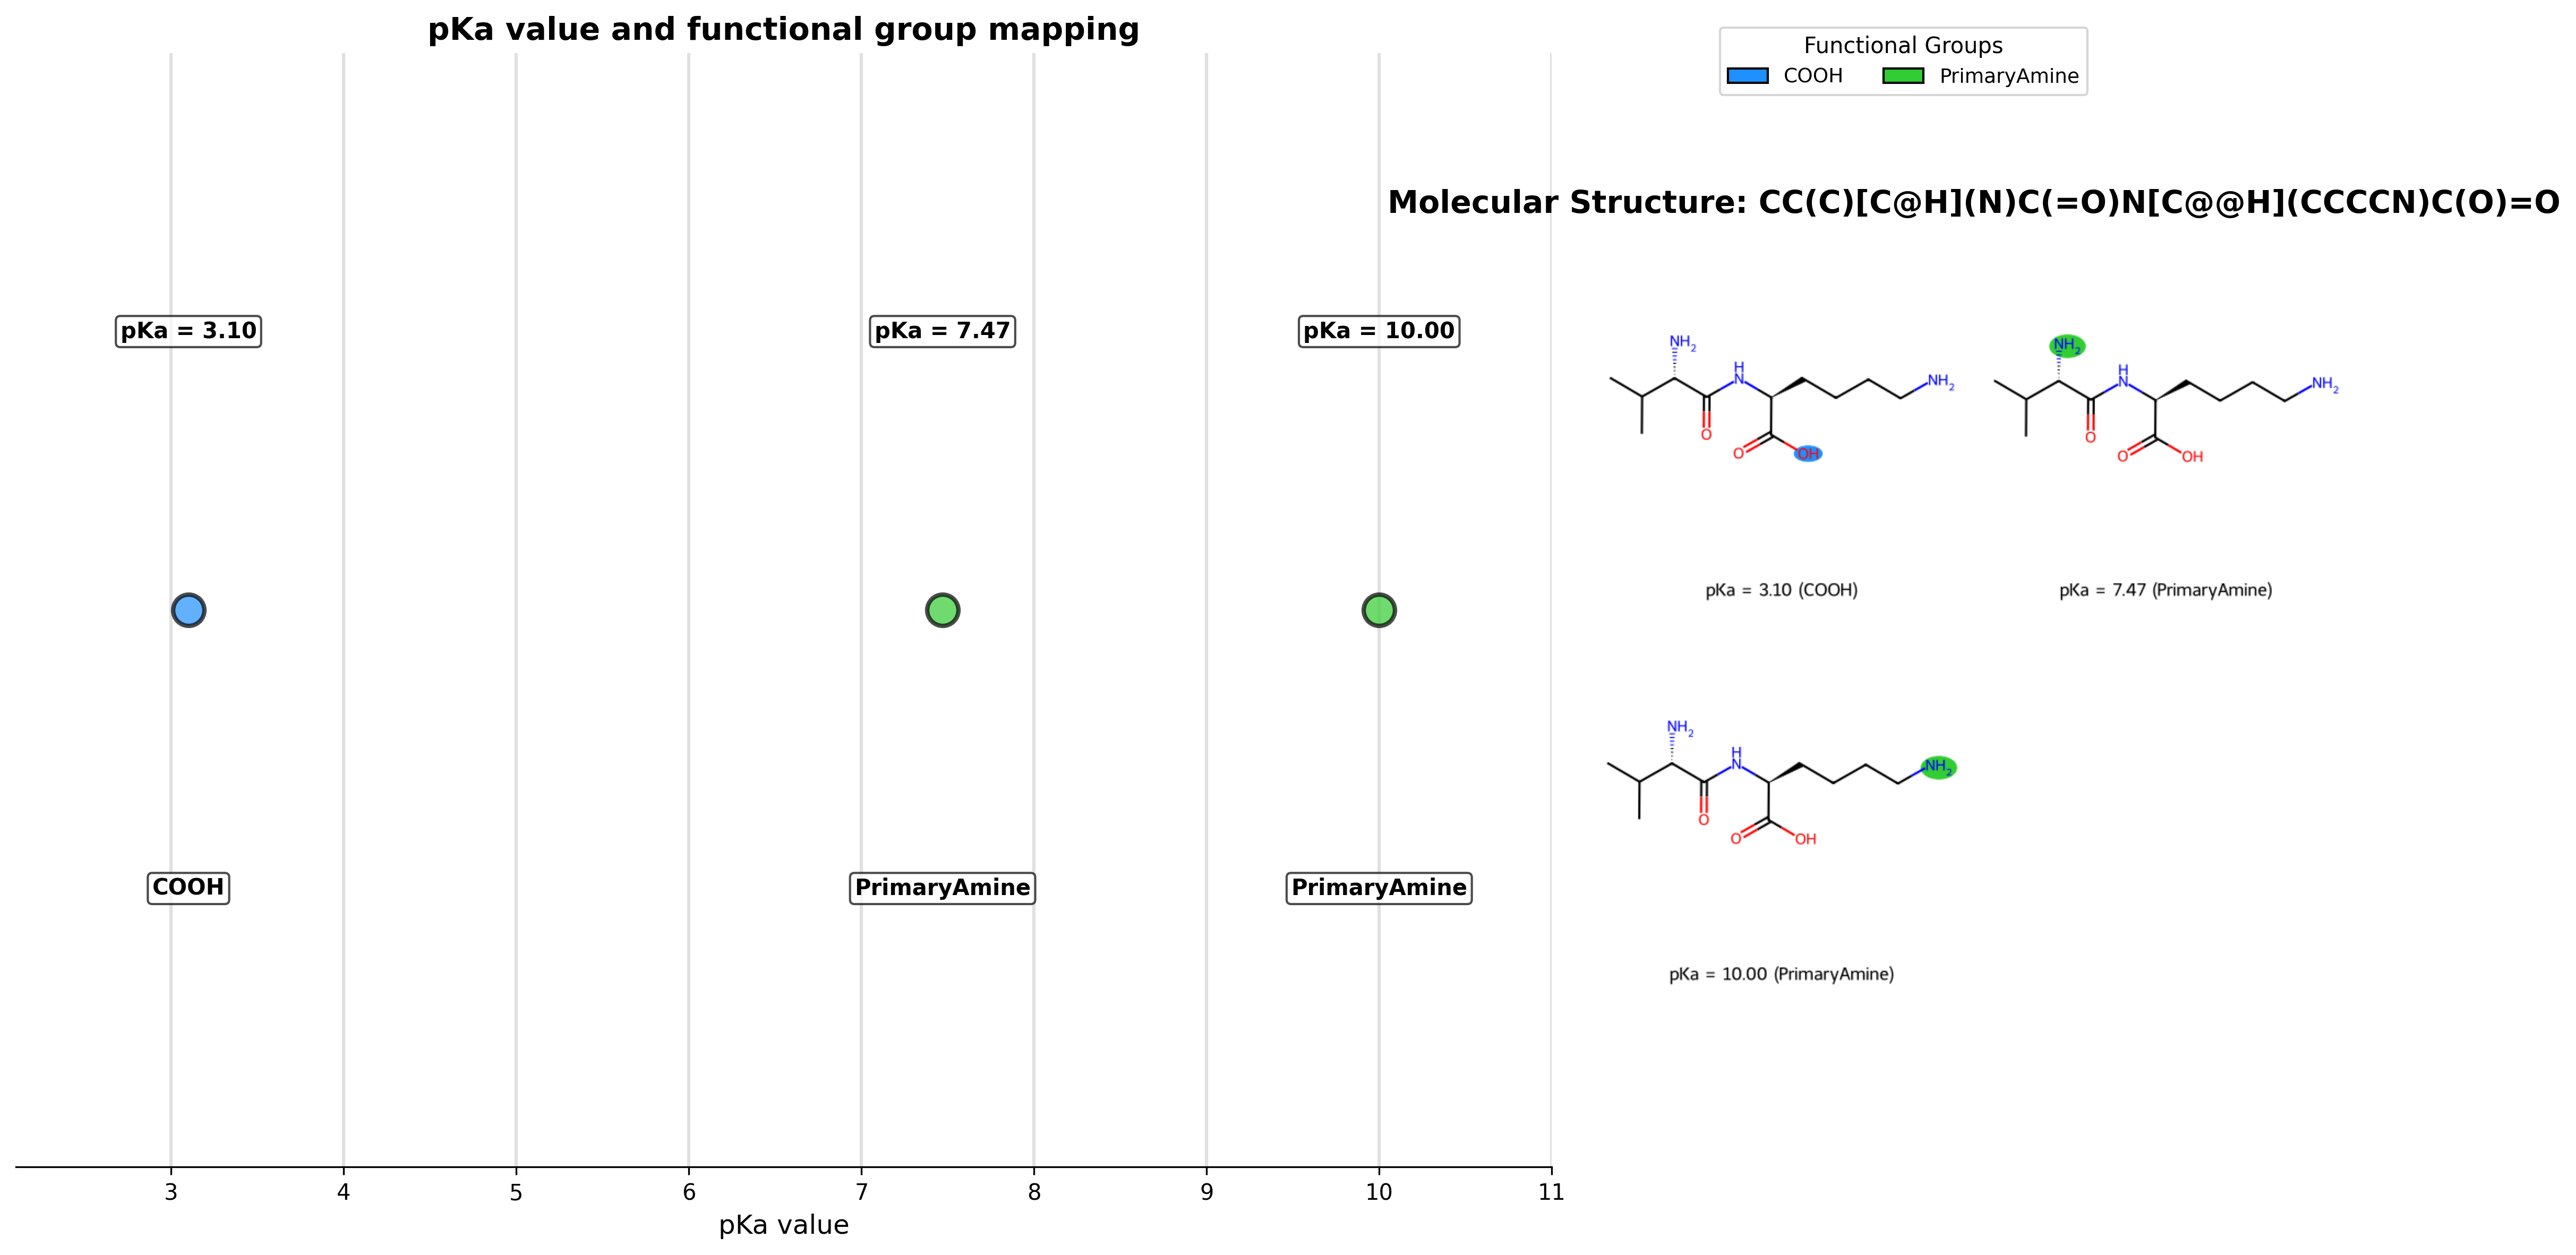 pKa value and functional group mapping
Functional Groups
COOH PrimaryAmine
Molecular Structure: CC(C)[C@H](N)C(=O)N[C@@H](CCCCN)C(O)=O
pKa = 3.10 pKa = 7.47 pKa = 10.00
NH2
H
N
NH2
O
O
OH
NH2
H
N
NH2
O
O
OH
pKa = 3.10 (COOH) pKa = 7.47 (PrimaryAmine)
NH2
H
N
NH2
O
O
OH
COOH PrimaryAmine PrimaryAmine
pKa = 10.00 (PrimaryAmine)
3 4 5 6 7 8 9 10 11
pKa value